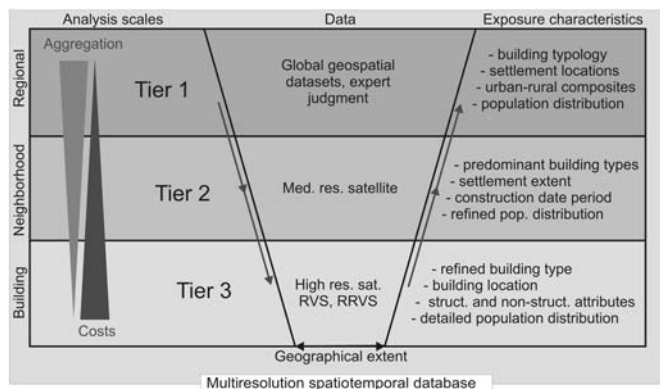 Analysis scales
Data
Exposure characteristics
Regional
Aggregation
Tier 1
Global geospatial
datasets, expert
judgment
- building typology
- settlement locations
- urban-rural composites
- population distribution
Neighborhood
Tier 2
Med. res. satellite
- predominant building types
- settlement extent
- construction date period
- refined pop. distribution
Building
Tier 3
High res. sat.
RVS, RRVS
- refined building type
- building location
- struct. and non-struct. attributes
- detailed population distribution
Costs
Geographical extent
Multiresolution spatiotemporal database